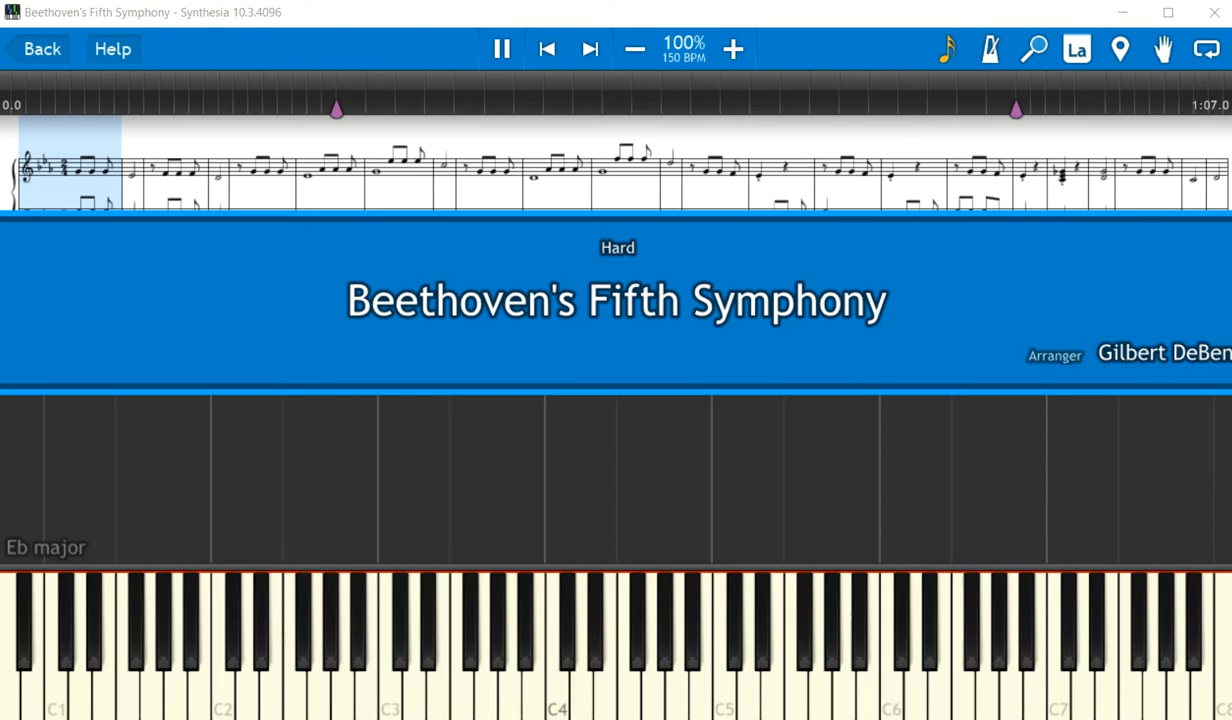 Beethoven's Fifth Symphony - Synthesia 10.3.4096
Back Help 100% La
150 BPM
0.0 1:07.0
Hard
Beethoven's Fifth Symphony
Arranger Gilbert DeBen
Eb major
C1 C2 C3 C4 C5 C6 C7